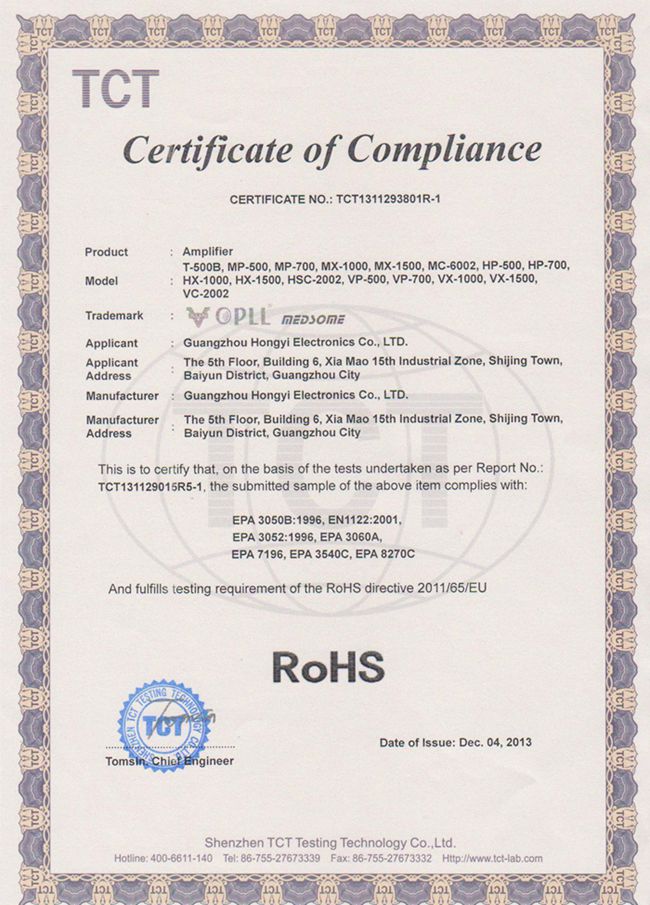 TCT
Certificate of Compliance
CERTIFICATE NO.: TCT1311293801R-1
Product : Amplifier
Model : T-500B, MP-500, MP-700, MX-1000, MX-1500, MC-6002, HP-500, HP-700,
HX-1000, HX-1500, HSC-2002, VP-500, VP-700, VX-1000, VX-1500,
VC-2002
Trademark : OPLL MEDSOME
Applicant : Guangzhou Hongyi Electronics Co., LTD.
Applicant Address : The 5th Floor, Building 6, Xia Mao 15th Industrial Zone, Shijing Town,
Baiyun District, Guangzhou City
Manufacturer : Guangzhou Hongyi Electronics Co., LTD.
Manufacturer Address : The 5th Floor, Building 6, Xia Mao 15th Industrial Zone, Shijing Town,
Baiyun District, Guangzhou City
This is to certify that, on the basis of the tests undertaken as per Report No.:
TCT131129015R5-1, the submitted sample of the above item complies with:
EPA 3050B:1996, EN1122:2001,
EPA 3052:1996, EPA 3060A,
EPA 7196, EPA 3540C, EPA 8270C
And fulfills testing requirement of the RoHS directive 2011/65/EU
RoHS
SHENZHEN TCT TESTING TECHNOLOGY CO.,LTD.
TCT
Tomsin, Chief Engineer
Date of Issue: Dec. 04, 2013
Shenzhen TCT Testing Technology Co.,Ltd.
Hotline: 400-6611-140 Tel: 86-755-27673339 Fax: 86-755-27673332 Http://www.tct-lab.com